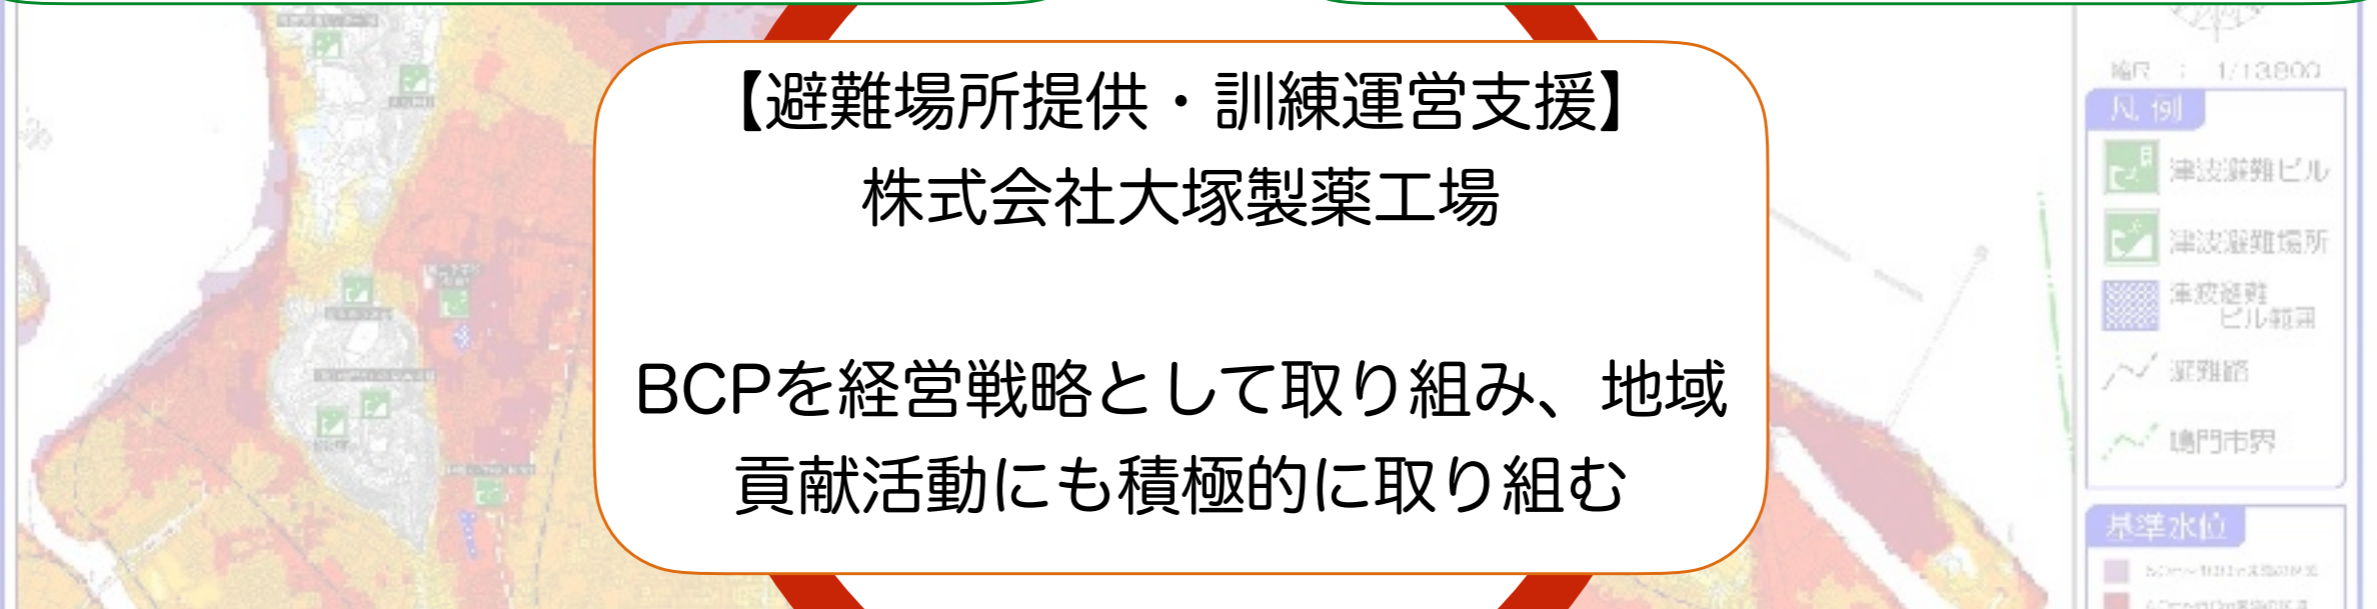 【避難場所提供・訓練運営支援】
株式会社大塚製薬工場
BCPを経営戦略として取り組み、地域
貢献活動にも積極的に取り組む
縮尺 : 1/13,800
凡例
津波避難ビル
津波避難場所
津波避難
ビル範囲
避難路
鳴門市界
基準水位